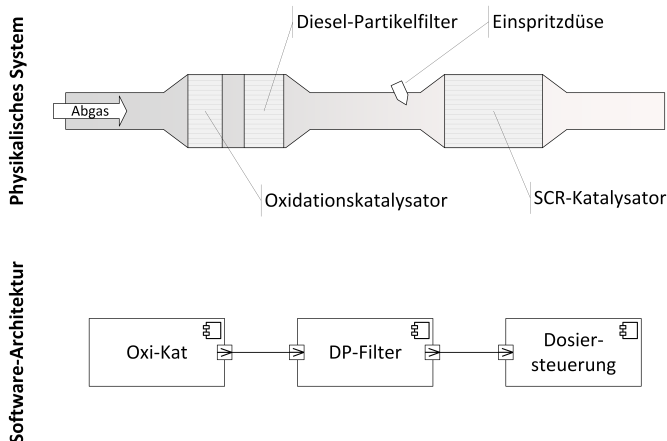 Physikalisches System
Diesel-Partikelfilter
Einspritzdüse
Abgas
Oxidationskatalysator
SCR-Katalysator
Software-Architektur
Oxi-Kat
DP-Filter
Dosier-
steuerung